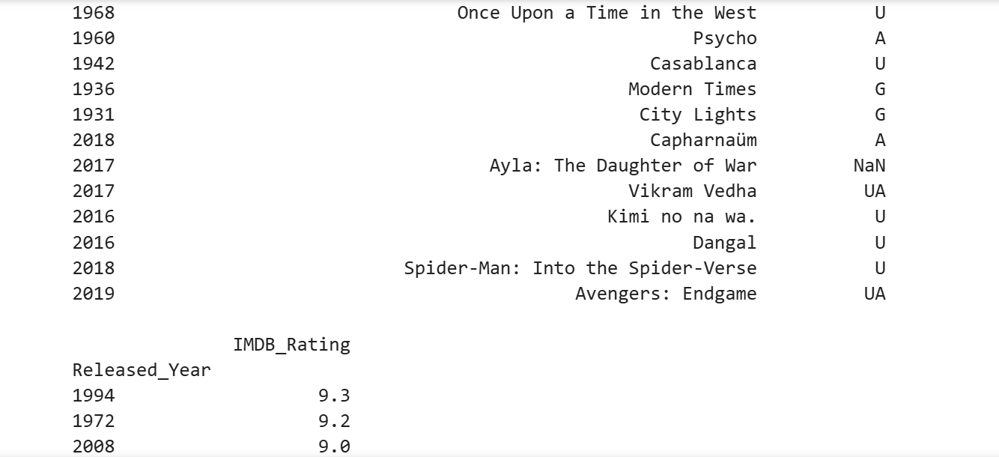 1968 Once Upon a Time in the West U
1960 Psycho A
1942 Casablanca U
1936 Modern Times G
1931 City Lights G
2018 Capharnaüm A
2017 Ayla: The Daughter of War NaN
2017 Vikram Vedha UA
2016 Kimi no na wa. U
2016 Dangal U
2018 Spider-Man: Into the Spider-Verse U
2019 Avengers: Endgame UA
IMDB_Rating
Released_Year
1994 9.3
1972 9.2
2008 9.0